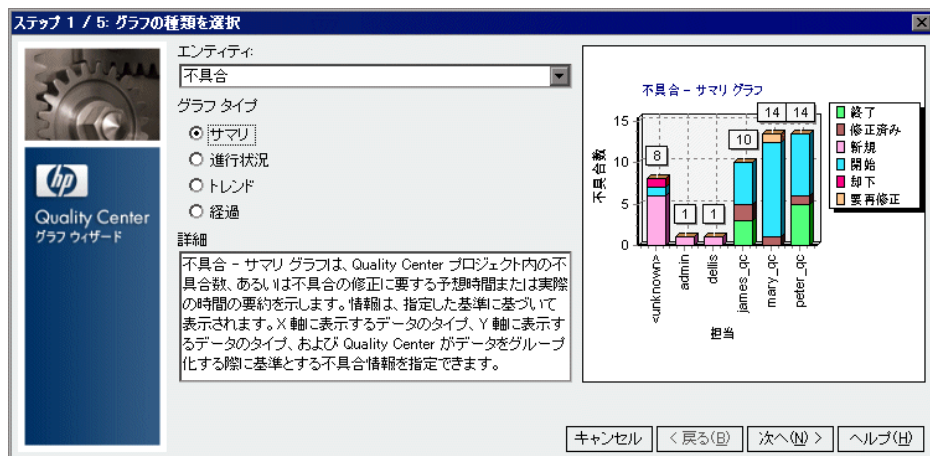 ステップ 1 / 5: グラフの種類を選択
エンティティ:
不具合
グラフ タイプ
サマリ
進行状況
トレンド
経過
詳細
不具合 - サマリ グラフは、Quality Center プロジェクト内の不
具合数、あるいは不具合の修正に要する予想時間または実際
の時間の要約を示します。情報は、指定した基準に基づいて
表示されます。X 軸に表示するデータのタイプ、Y 軸に表示す
るデータのタイプ、および Quality Center がデータをグループ
化する際に基準とする不具合情報を指定できます。
hp
Quality Center
グラフ ウィザード
不具合 - サマリ グラフ
不具合数
15
10
5
0
8
1
1
10
14
14
<unknown>
admin
dellis
james_qc
mary_qc
peter_qc
担当
終了
修正済み
新規
開始
却下
要再修正
キャンセル
< 戻る(B)
次へ(N) >
ヘルプ(H)